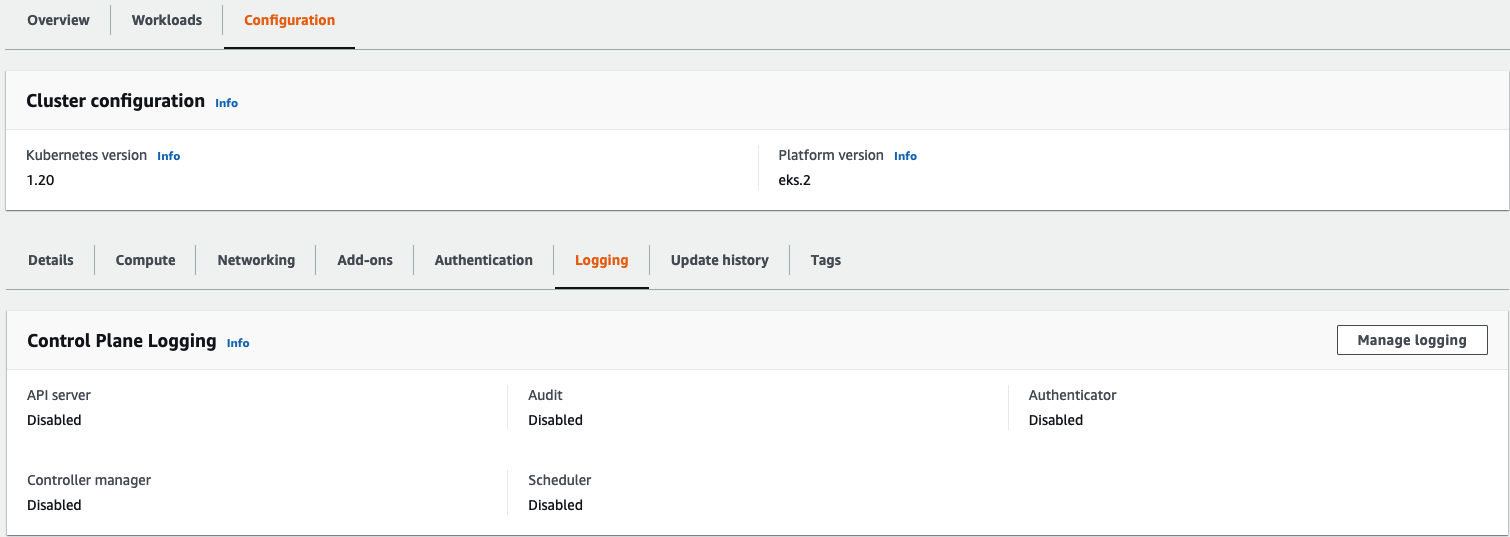 Overview Workloads Configuration
Cluster configuration Info
Kubernetes version Info Platform version Info
1.20 eks.2
Details Compute Networking Add-ons Authentication Logging Update history Tags
Control Plane Logging Info Manage logging
API server Audit Authenticator
Disabled Disabled Disabled
Controller manager Scheduler
Disabled Disabled